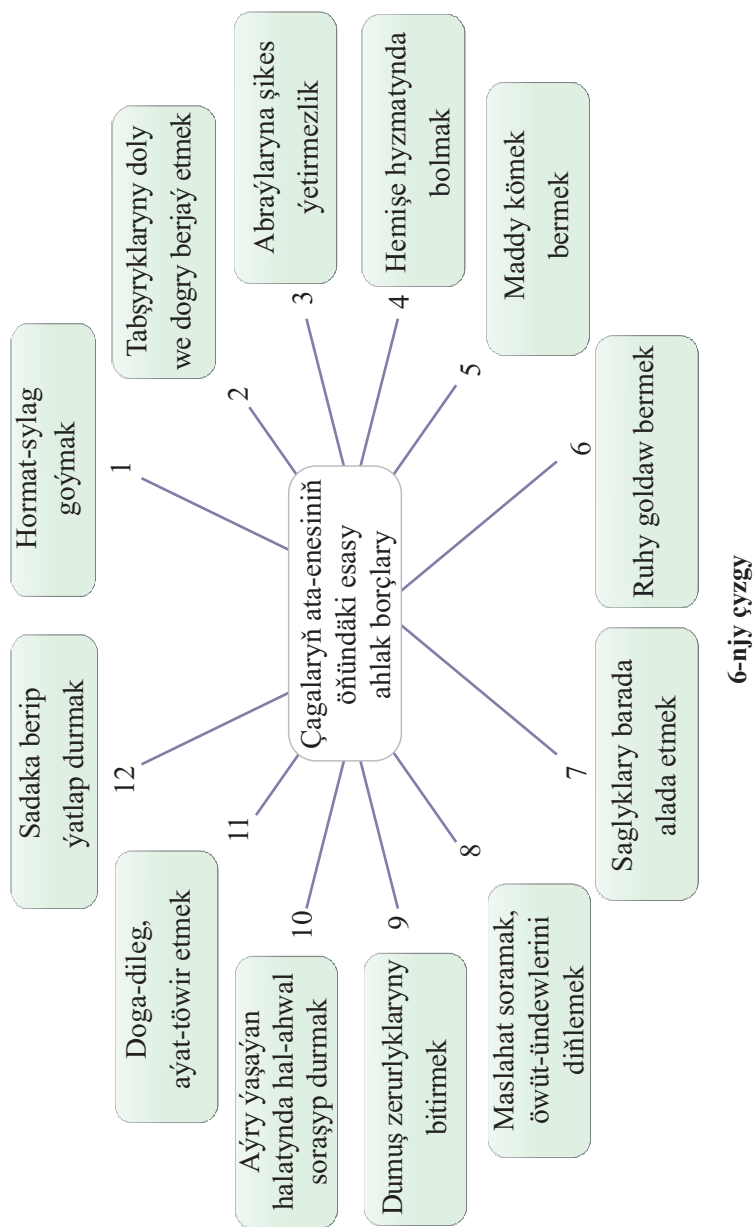 Çagalaryň ata-enesiniň
öňündäki esasy
ahlak borçlary
1
Hormat-sylag
goýmak
2
Tabşyryklaryny doly
we dogry berjaý etmek
3
Abraýlaryna şikes
ýetirmezlik
4
Hemişe hyzmatynda
bolmak
5
Maddy kömek
bermek
6
Ruhy goldaw bermek
7
Saglyklary barada
alada etmek
8
Maslahat soramak,
öwüt-ündewlerini
diňlemek
9
Durmuş zerurlyklaryny
bitirmek
10
Aýry ýaşaýan
halatynda hal-ahwal
soraşyp durmak
11
Doga-dileg,
aýat-töwir etmek
12
Sadaka berip
ýatlap durmak
6-njy çyzgy